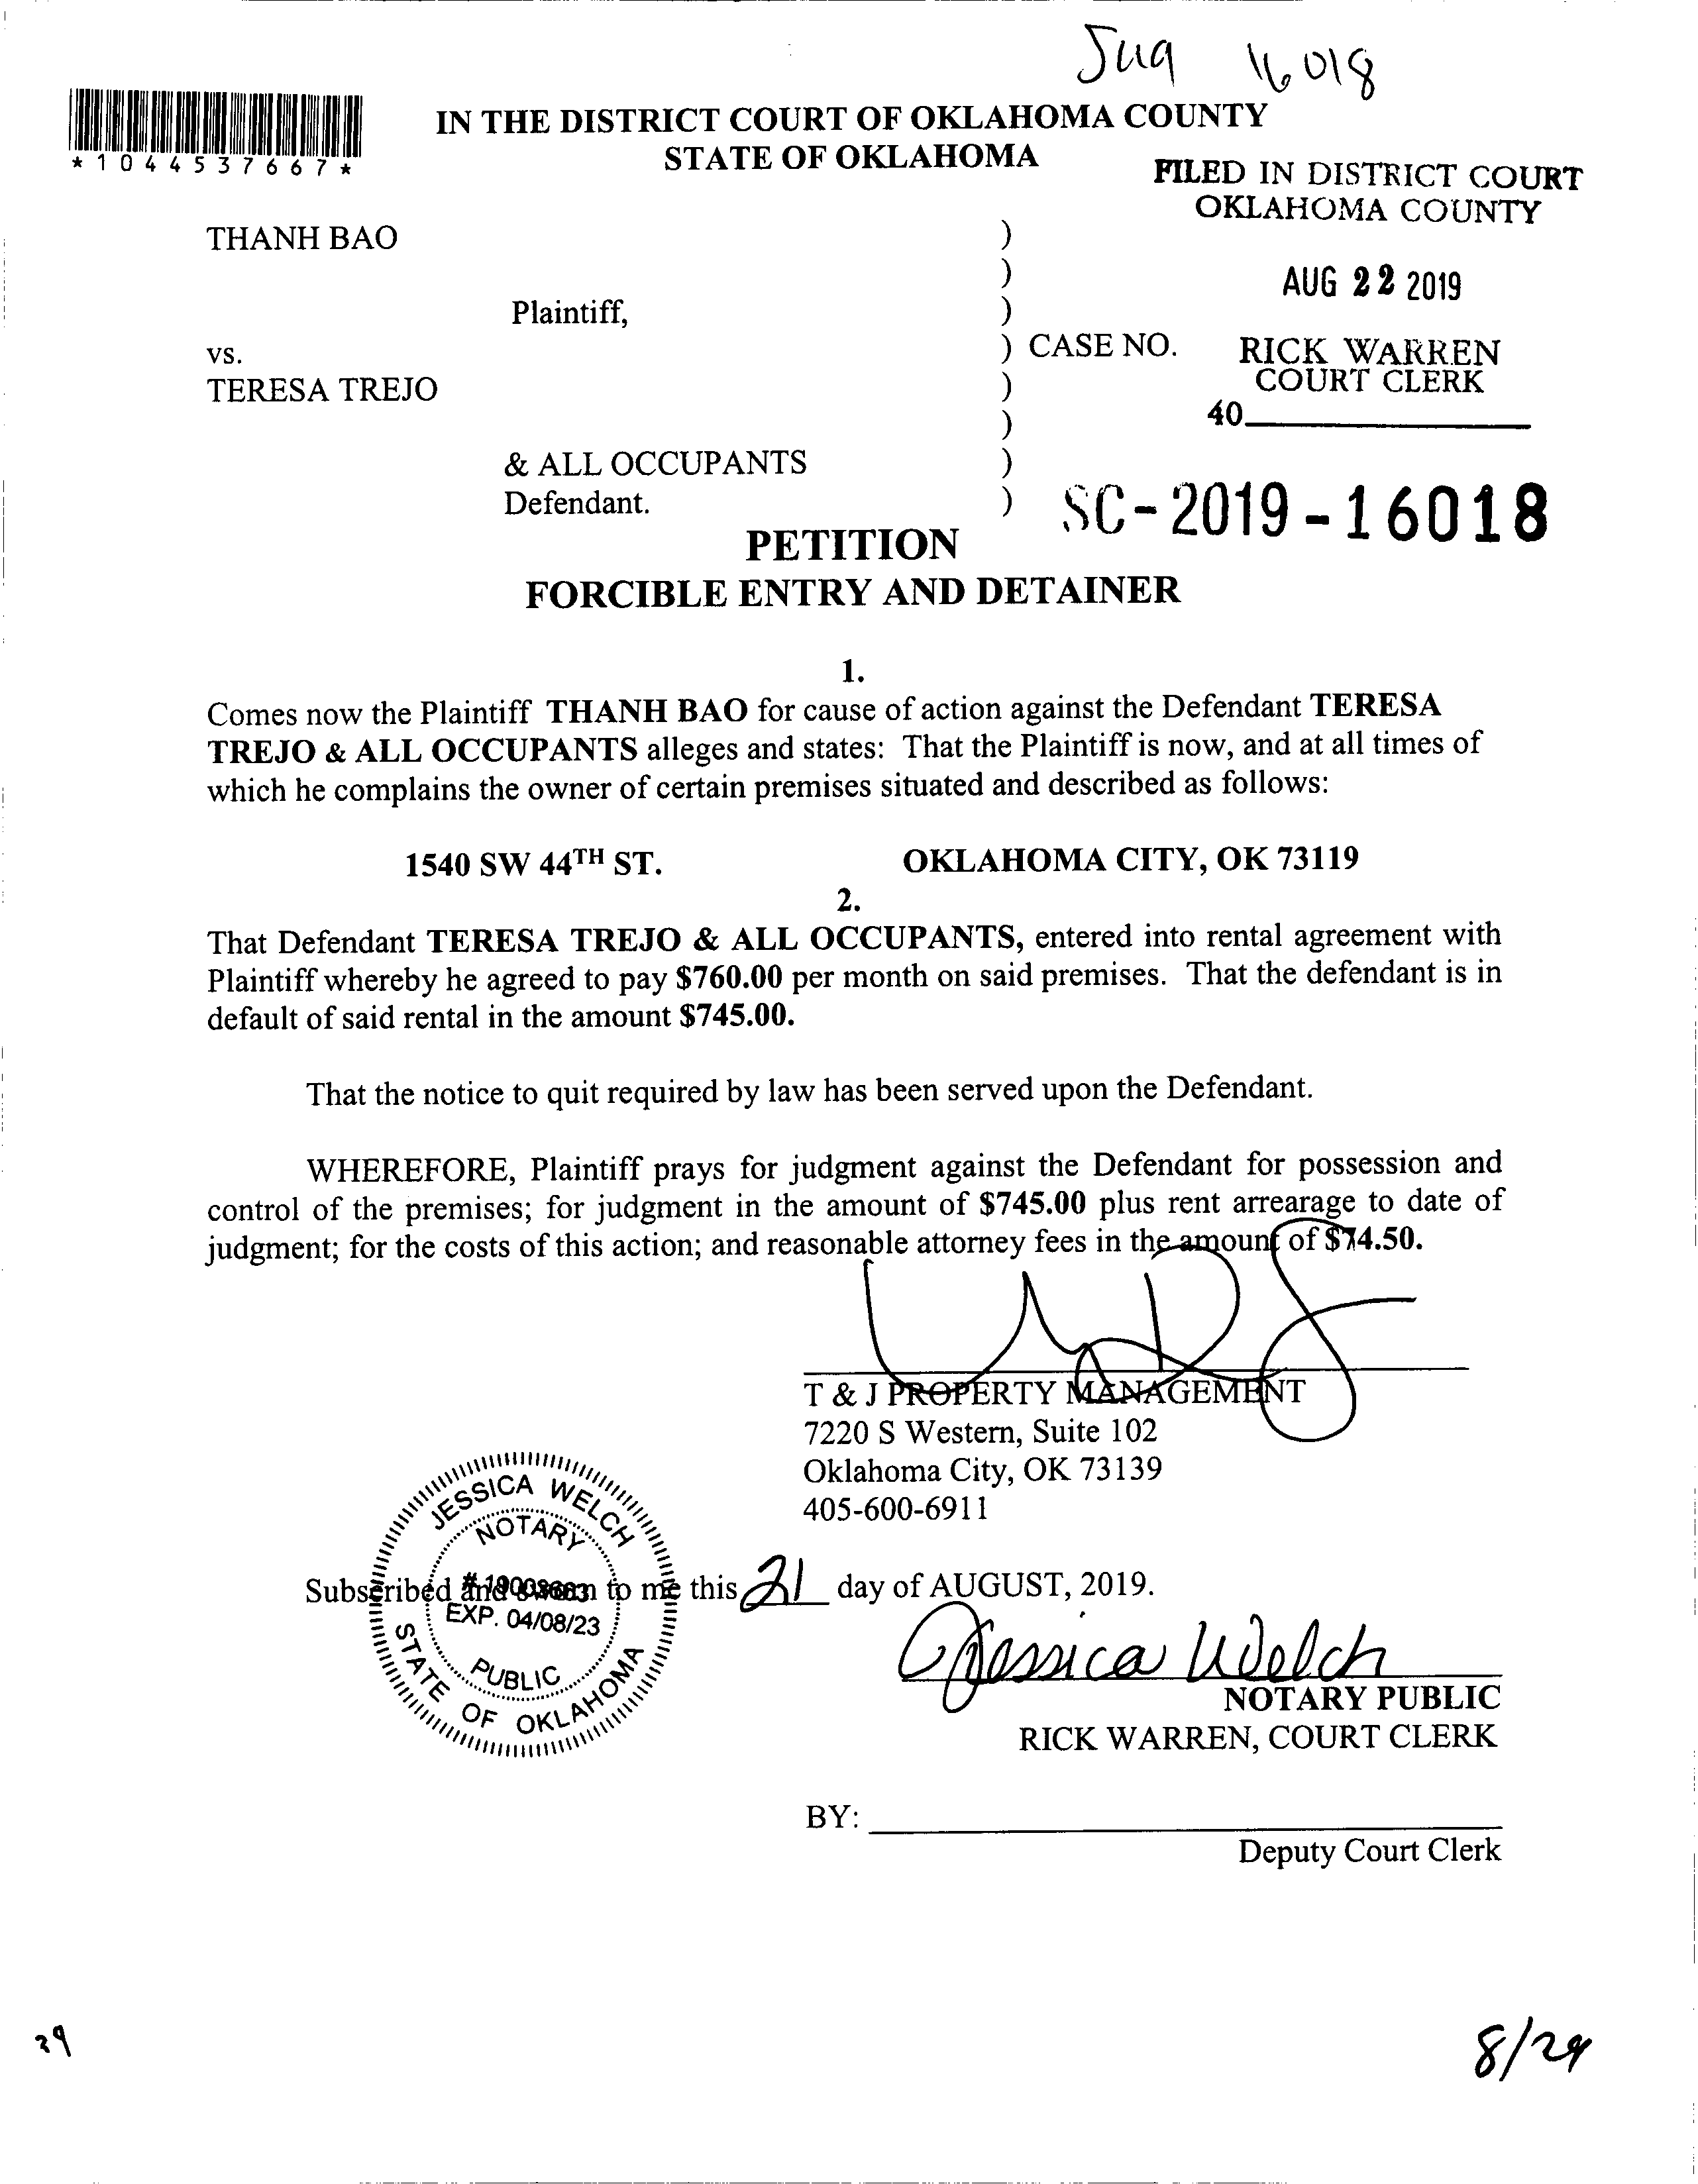 Jug 16018
*1044537667*
IN THE DISTRICT COURT OF OKLAHOMA COUNTY
STATE OF OKLAHOMA
FILED IN DISTRICT COURT
OKLAHOMA COUNTY
THANH BAO )
)
AUG 22 2019
Plaintiff, )
vs. ) CASE NO.
RICK WARREN
COURT CLERK
TERESA TREJO )
40
)
& ALL OCCUPANTS )
Defendant. )
SC-2019-16018
PETITION
FORCIBLE ENTRY AND DETAINER
1.
Comes now the Plaintiff THANH BAO for cause of action against the Defendant TERESA
TREJO & ALL OCCUPANTS alleges and states: That the Plaintiff is now, and at all times of
which he complains the owner of certain premises situated and described as follows:
1540 SW 44TH ST. OKLAHOMA CITY, OK 73119
2.
That Defendant TERESA TREJO & ALL OCCUPANTS, entered into rental agreement with
Plaintiff whereby he agreed to pay $760.00 per month on said premises. That the defendant is in
default of said rental in the amount $745.00.
That the notice to quit required by law has been served upon the Defendant.
WHEREFORE, Plaintiff prays for judgment against the Defendant for possession and
control of the premises; for judgment in the amount of $745.00 plus rent arrearage to date of
judgment; for the costs of this action; and reasonable attorney fees in the amount of $74.50.
T & J PROPERTY MANAGEMENT
7220 S Western, Suite 102
Oklahoma City, OK 73139
405-600-6911
JESSICA WELCH
NOTARY
Subscribed and sworn to me this 21 day of AUGUST, 2019.
EXP. 04/08/23
PUBLIC
STATE OF OKLAHOMA
Jessica Welch
NOTARY PUBLIC
RICK WARREN, COURT CLERK
BY:
Deputy Court Clerk
29
8/29